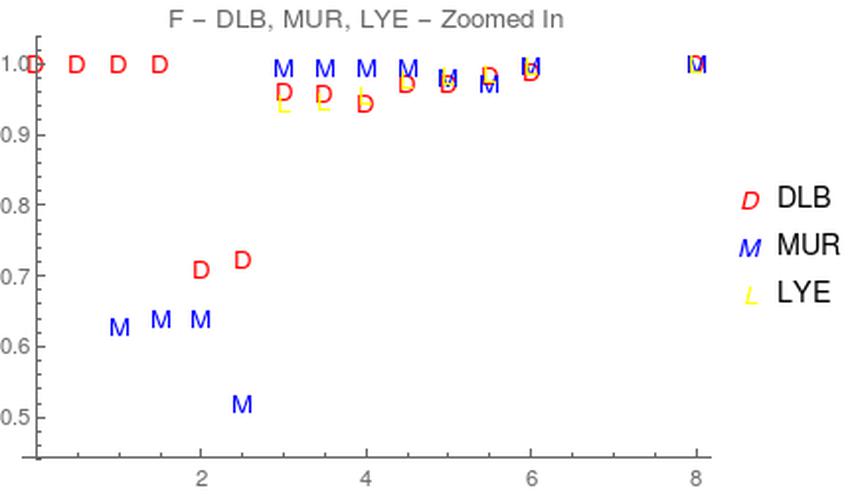 F – DLB, MUR, LYE – Zoomed In
1.0 D D D D M M M M M M M M
D D D D D D D D
L L L L L L L L
0.9
0.8
D DLB
0.7 D D
M MUR
M M M
L LYE
0.6
0.5 M
2 4 6 8